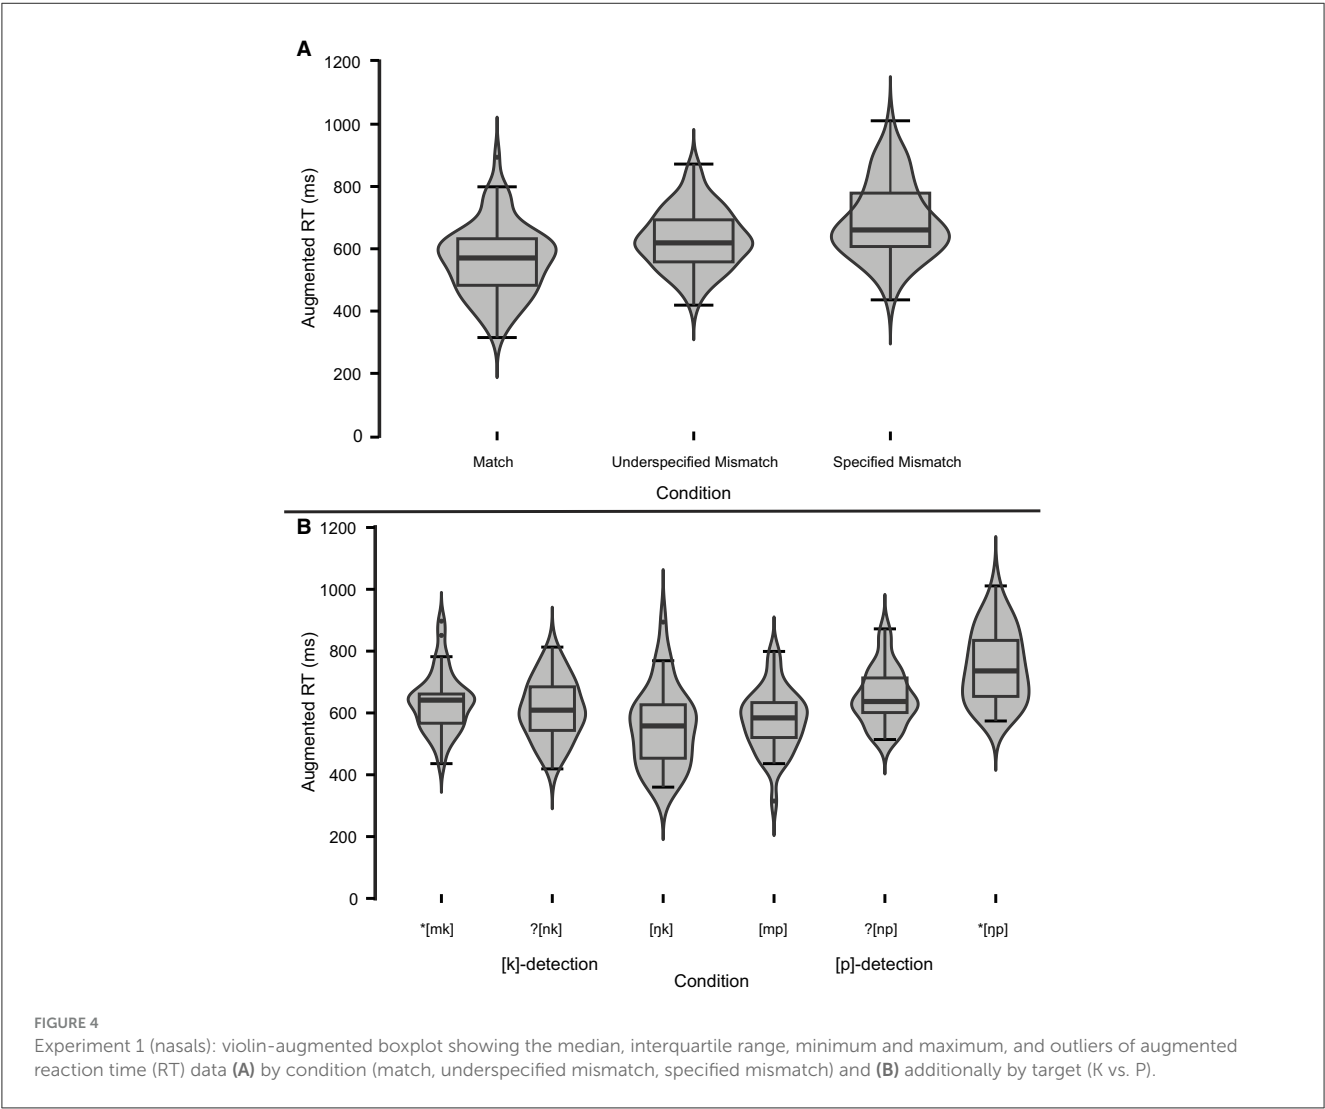 A
1200
1000
800
600
400
200
0
Augmented RT (ms)
Match Underspecified Mismatch Specified Mismatch
Condition
B
1200
1000
800
600
400
200
0
Augmented RT (ms)
*[mk] ?[nk] [ŋk] [mp] ?[np] *[ŋp]
[k]-detection [p]-detection
Condition
FIGURE 4
Experiment 1 (nasals): violin-augmented boxplot showing the median, interquartile range, minimum and maximum, and outliers of augmented
reaction time (RT) data (A) by condition (match, underspecified mismatch, specified mismatch) and (B) additionally by target (K vs. P).